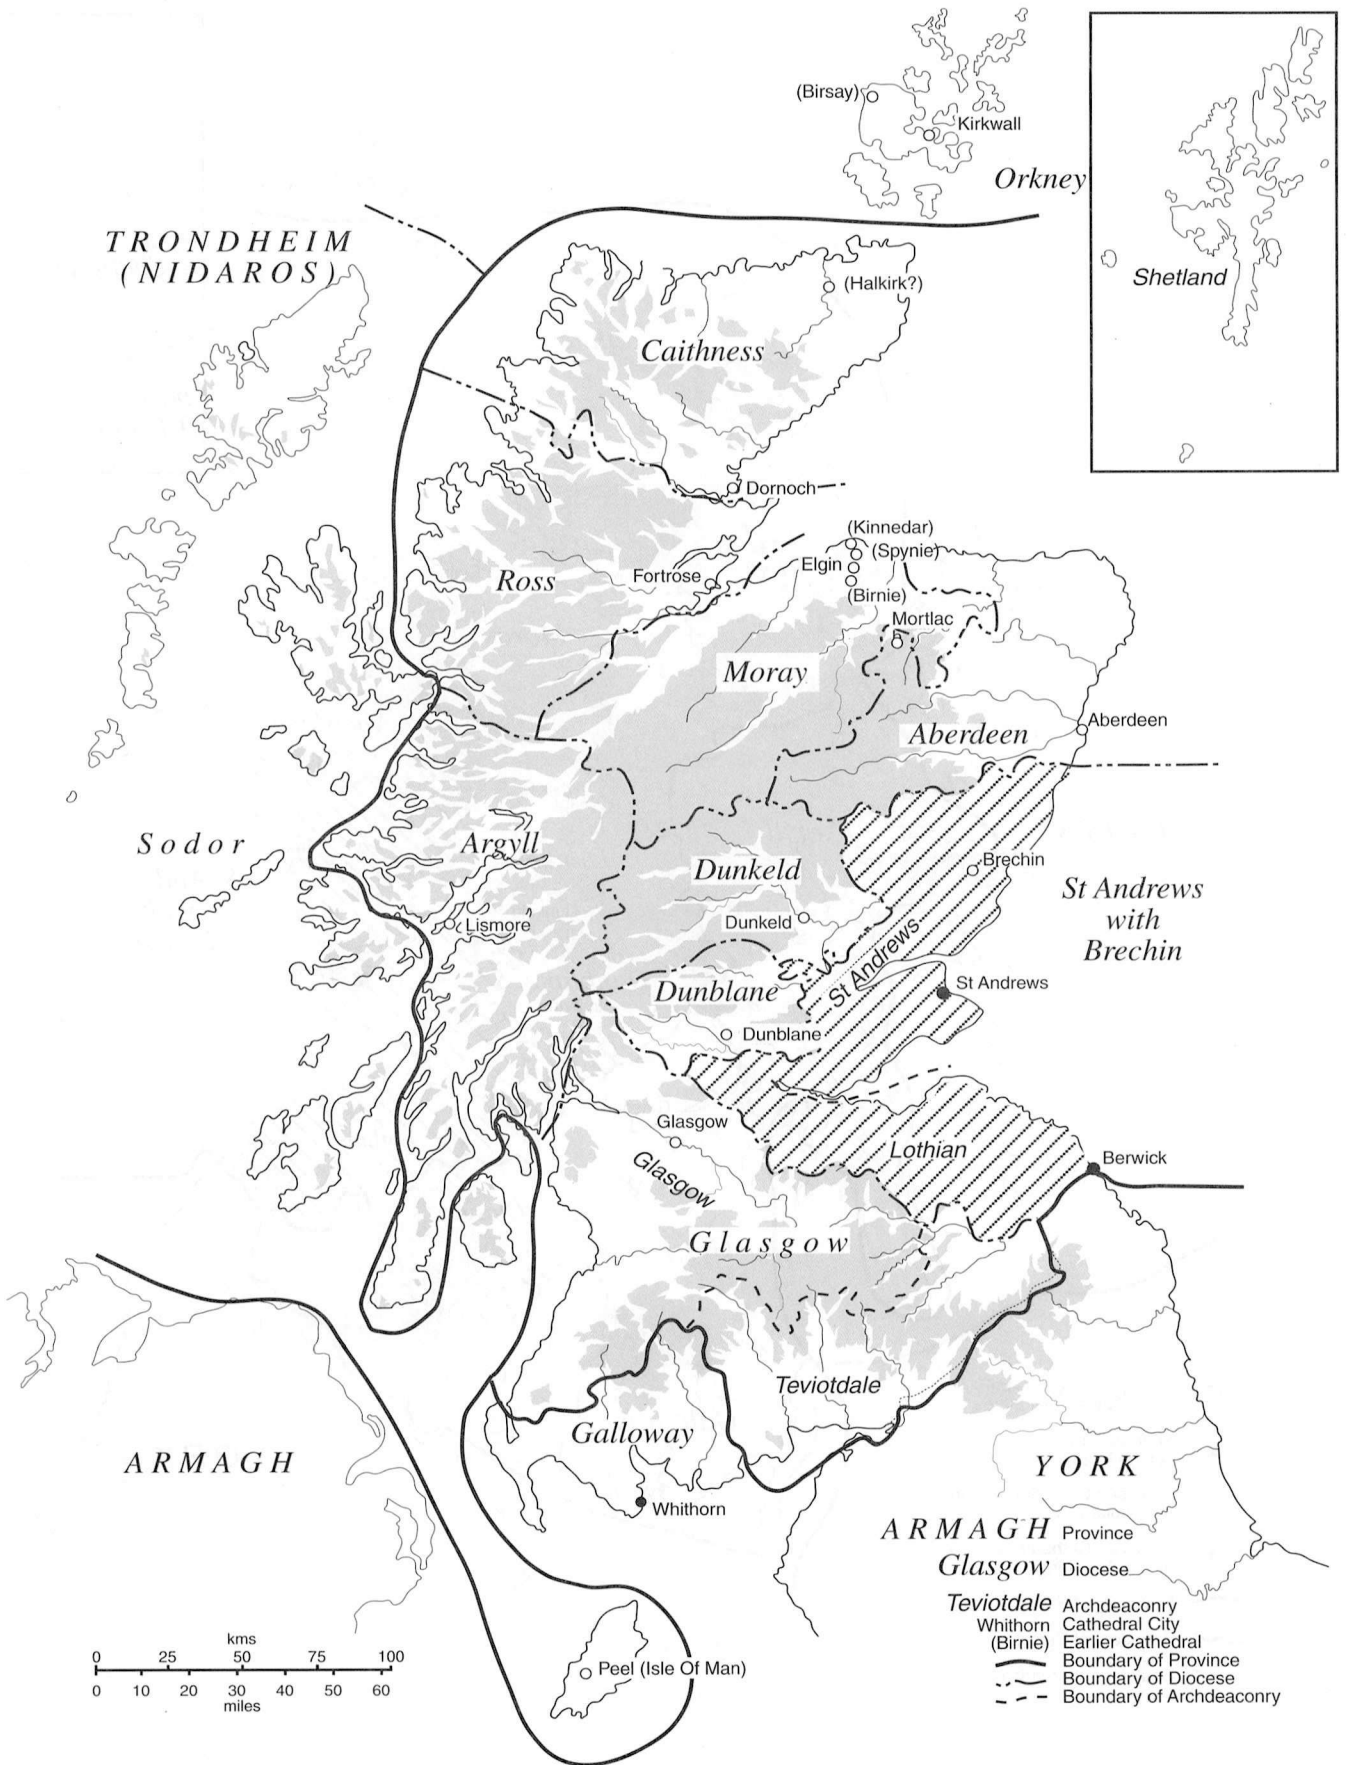 (Birsay)
Kirkwall
Orkney
Shetland
TRONDHEIM
(NIDAROS)
(Halkirk?)
Caithness
Dornoch
(Kinnedar)
(Spynie)
Elgin
(Birnie)
Fortrose
Ross
Mortlac
Moray
Aberdeen
Aberdeen
Sodor
Argyll
Dunkeld
Brechin
St Andrews
with
Brechin
Dunkeld
Lismore
St Andrews
Dunblane
St Andrews
Dunblane
Glasgow
Glasgow
Lothian
Berwick
Glasgow
Teviotdale
Galloway
ARMAGH
YORK
Whithorn
ARMAGH Province
Glasgow Diocese
Teviotdale Archdeaconry
Whithorn Cathedral City
(Birnie) Earlier Cathedral
Boundary of Province
Boundary of Diocese
Boundary of Archdeaconry
Peel (Isle Of Man)
kms
0 25 50 75 100
0 10 20 30 40 50 60
miles